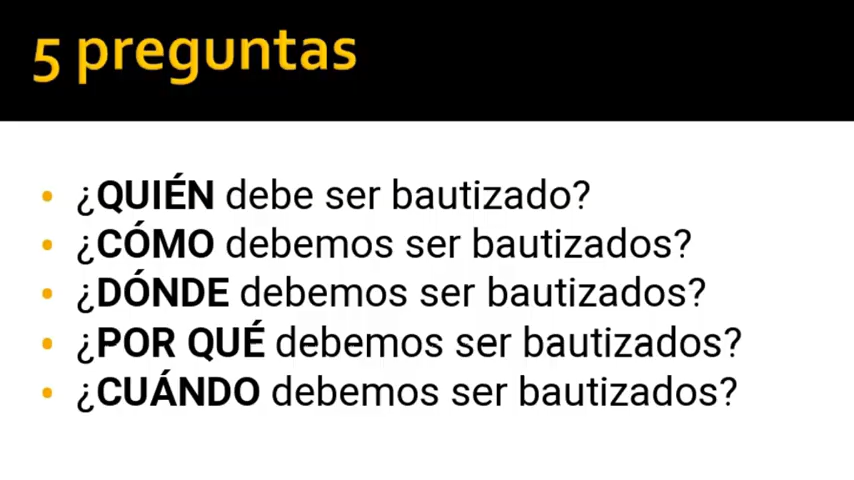 5 preguntas
• ¿QUIÉN debe ser bautizado?
• ¿CÓMO debemos ser bautizados?
• ¿DÓNDE debemos ser bautizados?
• ¿POR QUÉ debemos ser bautizados?
• ¿CUÁNDO debemos ser bautizados?